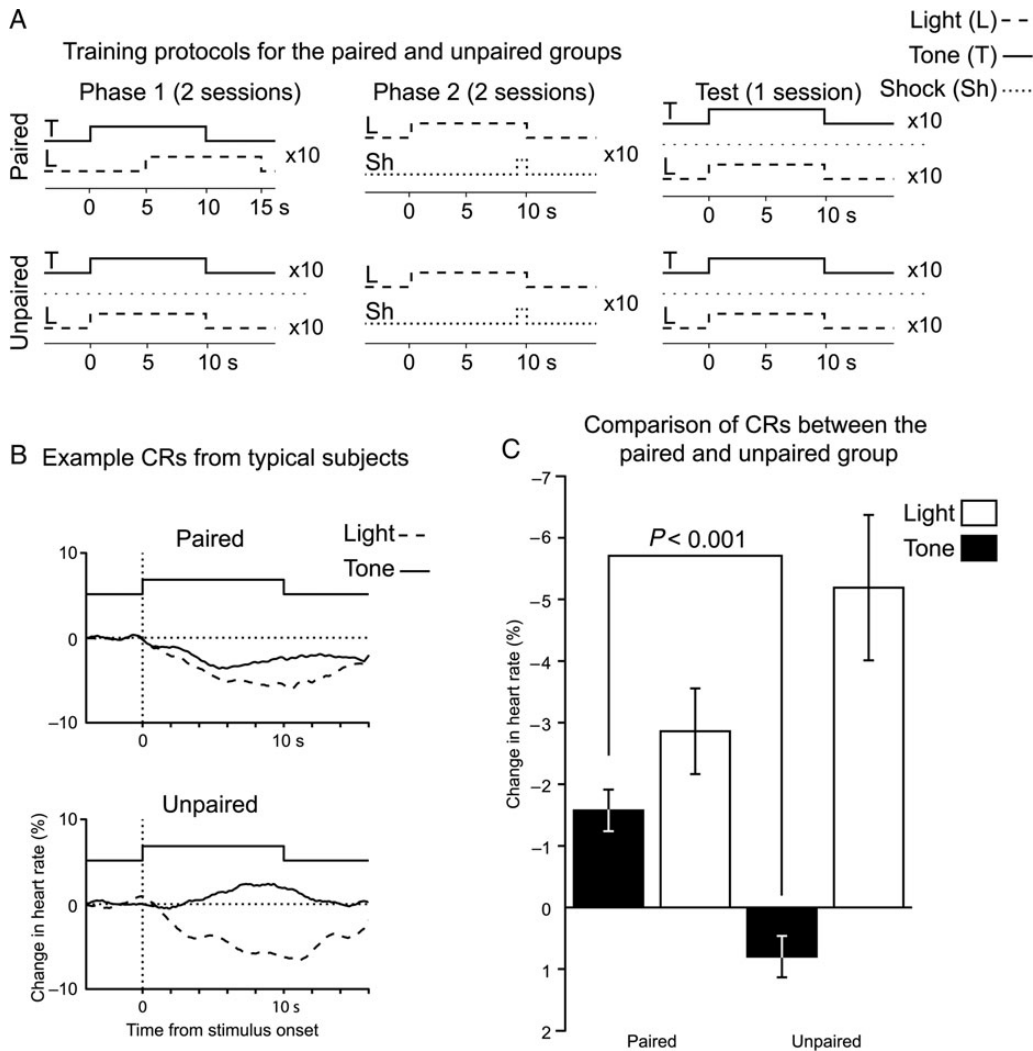 A
Light (L)
Tone (T)
Shock (Sh)
Training protocols for the paired and unpaired groups
Phase 1 (2 sessions)
Phase 2 (2 sessions)
Test (1 session)
Paired
T
L
x10
0 5 10 15 s
L
Sh
x10
0 5 10 s
T
x10
L
x10
0 5 10 s
Unpaired
T
x10
L
x10
0 5 10 s
L
Sh
x10
0 5 10 s
T
x10
L
x10
0 5 10 s
B
Example CRs from typical subjects
Light
Tone
Paired
10
0
–10
0 10 s
Unpaired
Change in heart rate (%)
10
0
–10
0 10 s
Time from stimulus onset
C
Comparison of CRs between the
paired and unpaired group
Light
Tone
P < 0.001
Change in heart rate (%)
–7
–6
–5
–4
–3
–2
–1
0
1
2
Paired Unpaired